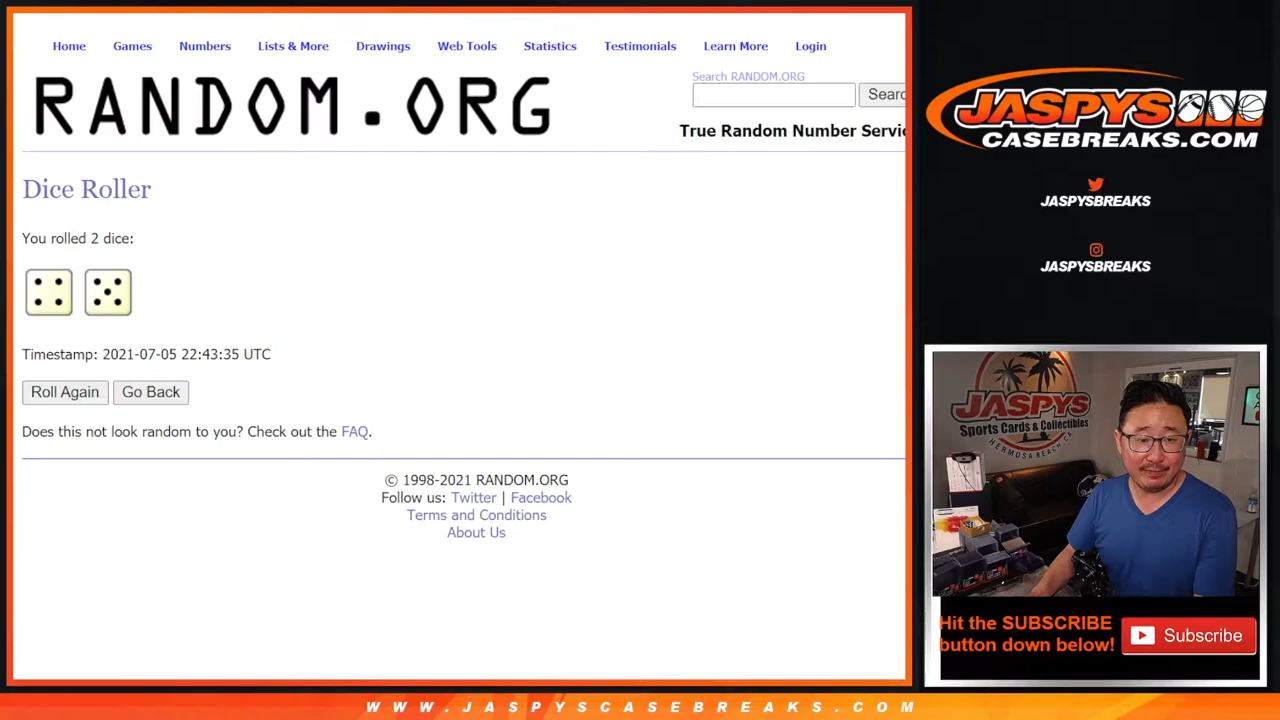 Home Games Numbers Lists & More Drawings Web Tools Statistics Testimonials Learn More Login
RANDOM.ORG
Search RANDOM.ORG
Searc
True Random Number Servic
Dice Roller
You rolled 2 dice:
Timestamp: 2021-07-05 22:43:35 UTC
Roll Again Go Back
Does this not look random to you? Check out the FAQ.
© 1998-2021 RANDOM.ORG
Follow us: Twitter | Facebook
Terms and Conditions
About Us
JASPYS
CASEBREAKS.COM
JASPYSBREAKS
JASPYSBREAKS
JASPYS
Sports Cards & Collectibles
HERMOSA BEACH CA
Hit the SUBSCRIBE
button down below!
Subscribe
WWW.JASPYSCASEBREAKS.COM